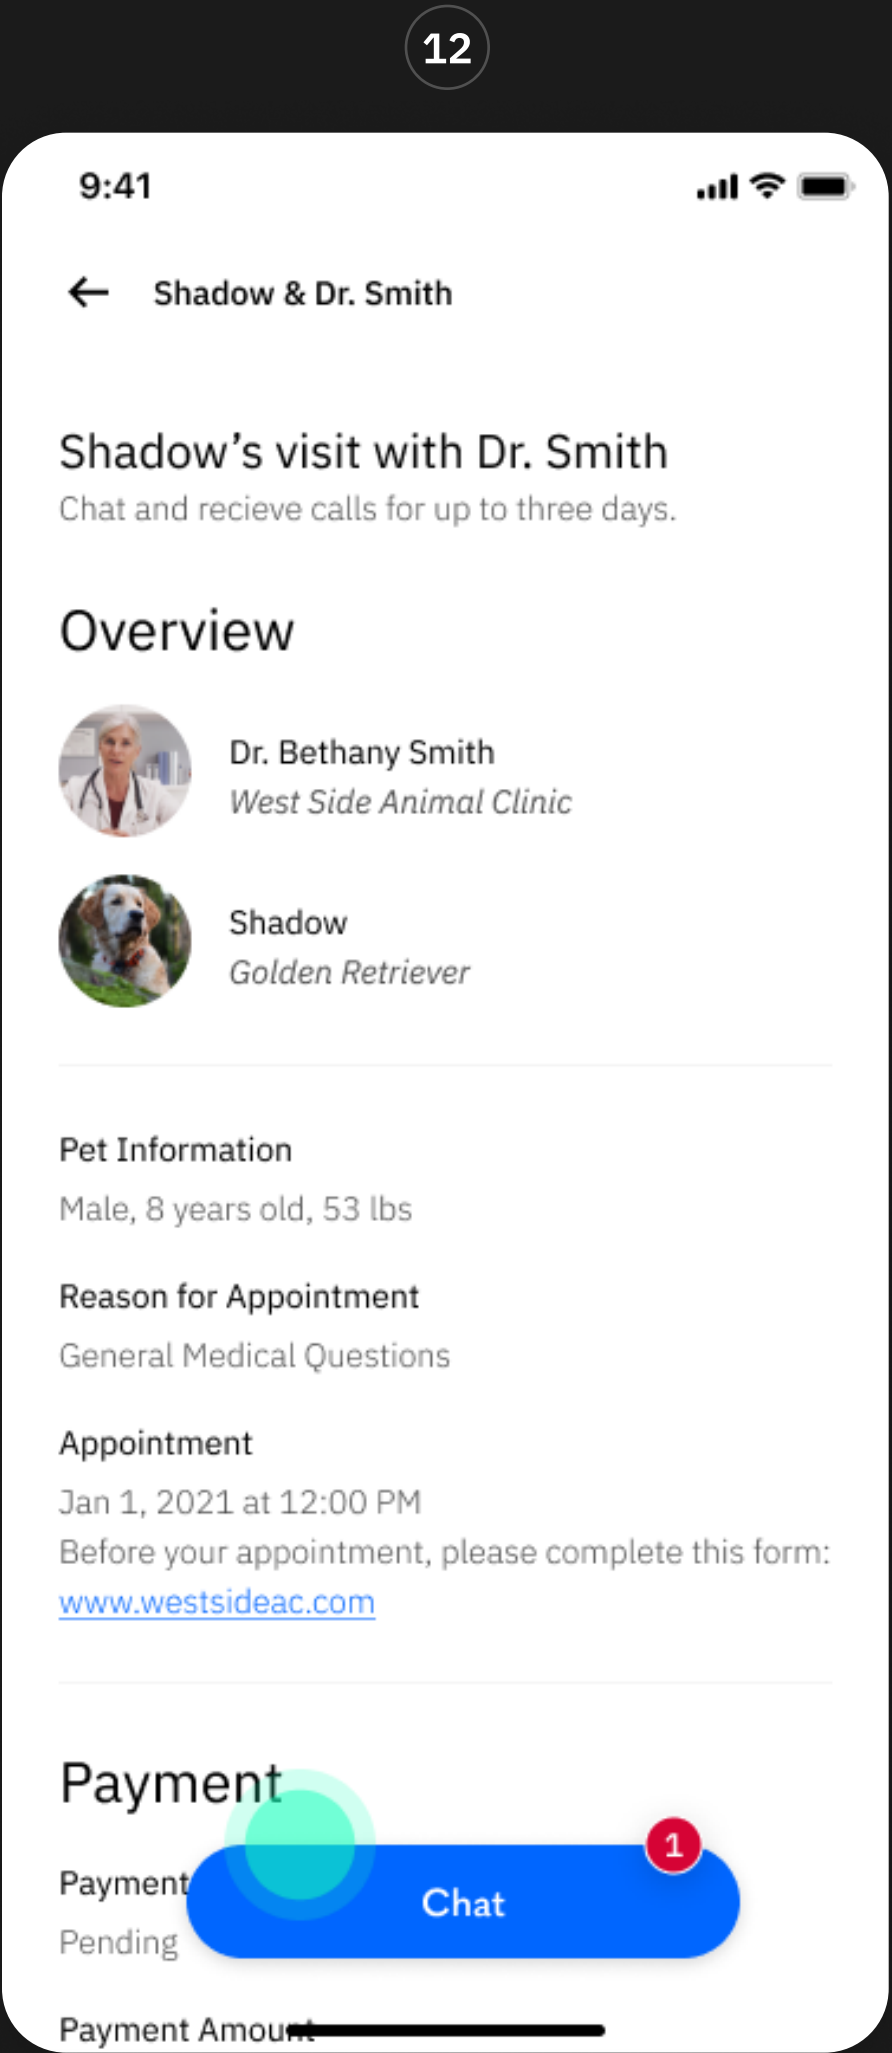 12
9:41
Shadow & Dr. Smith
Shadow’s visit with Dr. Smith
Chat and recieve calls for up to three days.
Overview
Dr. Bethany Smith
West Side Animal Clinic
Shadow
Golden Retriever
Pet Information
Male, 8 years old, 53 lbs
Reason for Appointment
General Medical Questions
Appointment
Jan 1, 2021 at 12:00 PM
Before your appointment, please complete this form:
www.westsideac.com
Payment
1
Payment
Chat
Pending
Payment Amount